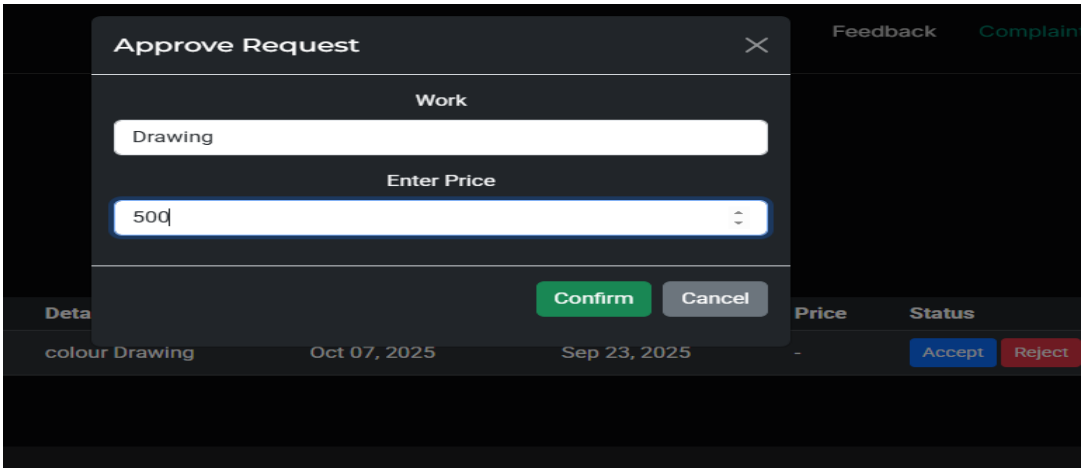 Feedback Complain
Approve Request
Work
Drawing
Enter Price
500
Confirm Cancel
Deta Price Status
colour Drawing Oct 07, 2025 Sep 23, 2025 - Accept Reject